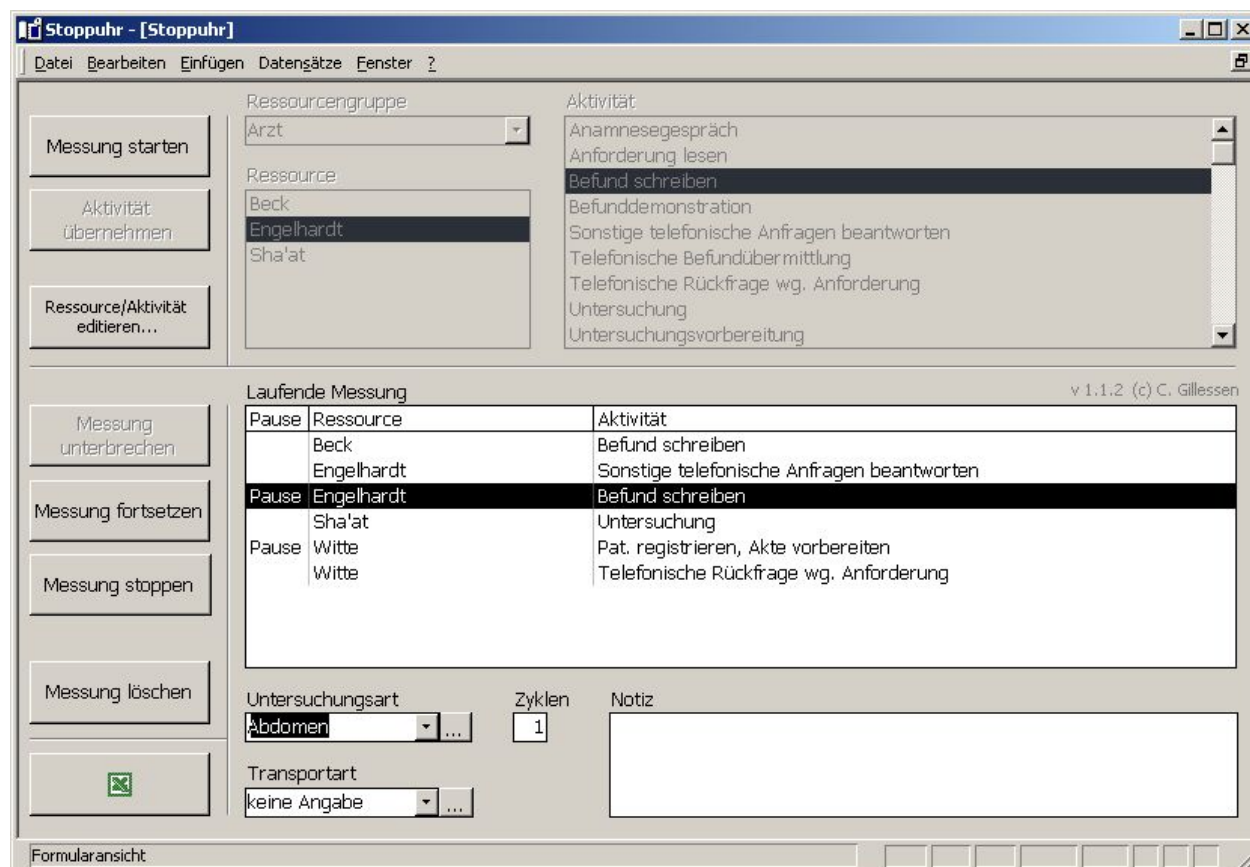 Stoppuhr - [Stoppuhr]
Datei Bearbeiten Einfügen Datensätze Fenster ?
Messung starten
Aktivität
übernehmen
Ressource/Aktivität
editieren...
Ressourcengruppe
Arzt
Ressource
Beck
Engelhardt
Sha'at
Aktivität
Anamnesegespräch
Anforderung lesen
Befund schreiben
Befunddemonstration
Sonstige telefonische Anfragen beantworten
Telefonische Befundübermittlung
Telefonische Rückfrage wg. Anforderung
Untersuchung
Untersuchungsvorbereitung
Messung
unterbrechen
Messung fortsetzen
Messung stoppen
Messung löschen
Laufende Messung
v 1.1.2 (c) C. Gillessen
Pause Ressource Aktivität
Beck Befund schreiben
Engelhardt Sonstige telefonische Anfragen beantworten
Pause Engelhardt Befund schreiben
Sha'at Untersuchung
Pause Witte Pat. registrieren, Akte vorbereiten
Witte Telefonische Rückfrage wg. Anforderung
Untersuchungsart
Abdomen ...
Zyklen
1
Notiz
Transportart
keine Angabe ...
Formularansicht